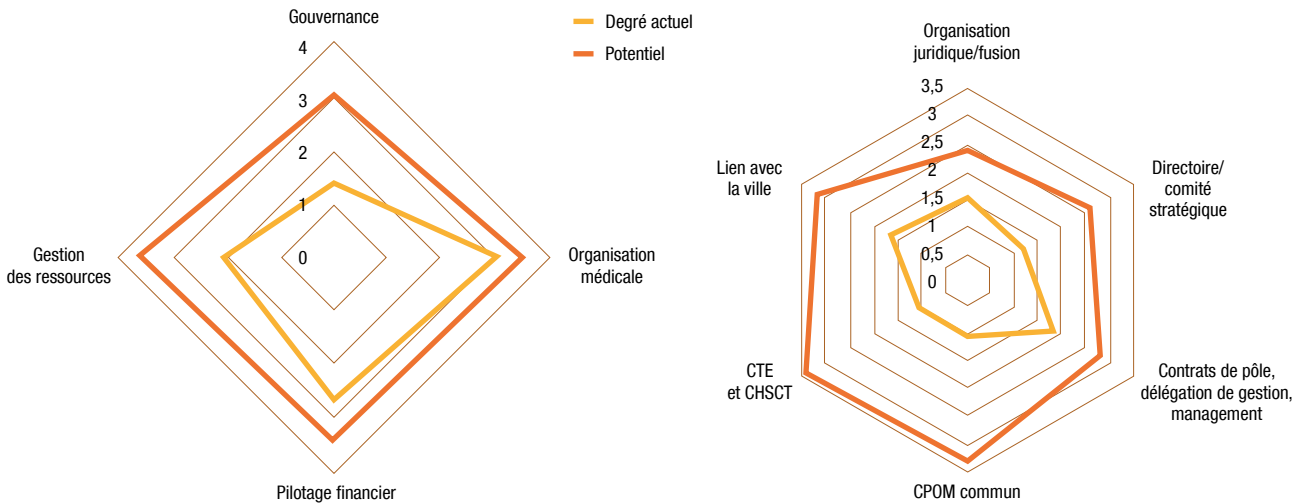 Gouvernance
4
3
2
1
0
Gestion
des ressources
Organisation
médicale
Pilotage financier
Degré actuel
Potentiel
Organisation
juridique/fusion
3,5
3
2,5
2
1,5
1
0,5
0
Lien avec
la ville
Directoire/
comité
stratégique
CTE
et CHSCT
Contrats de pôle,
délégation de gestion,
management
CPOM commun